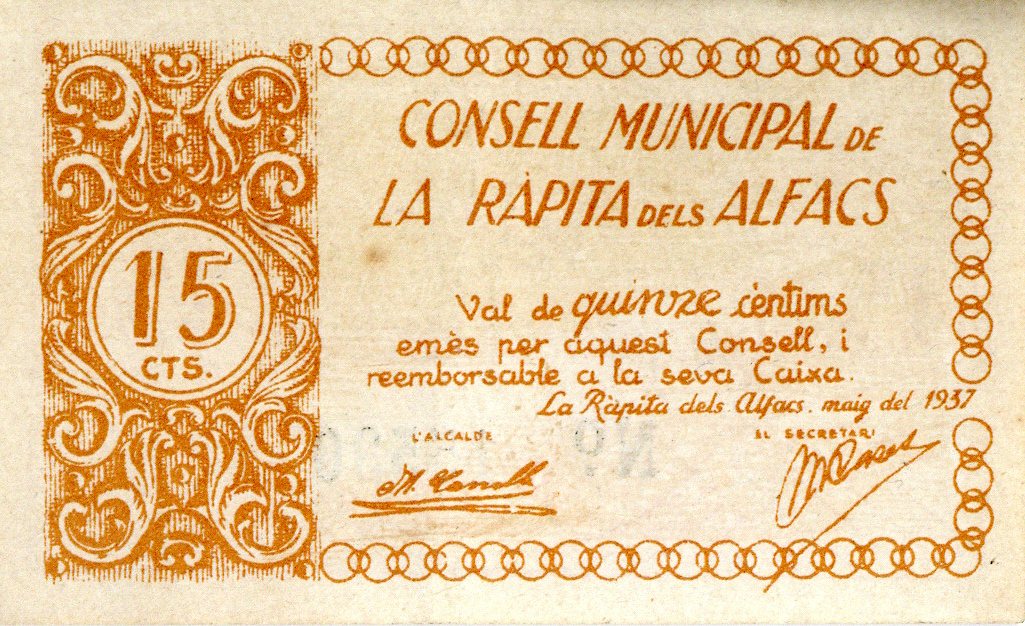 CONSELL MUNICIPAL DE
LA RÀPITA DELS ALFACS
15
CTS.
Val de quinze cèntims
emès per aquest Consell, i
reemborsable a la seva Caixa.
La Ràpita dels Alfacs. maig del 1937
L'ALCALDE
EL SECRETARI
Nº